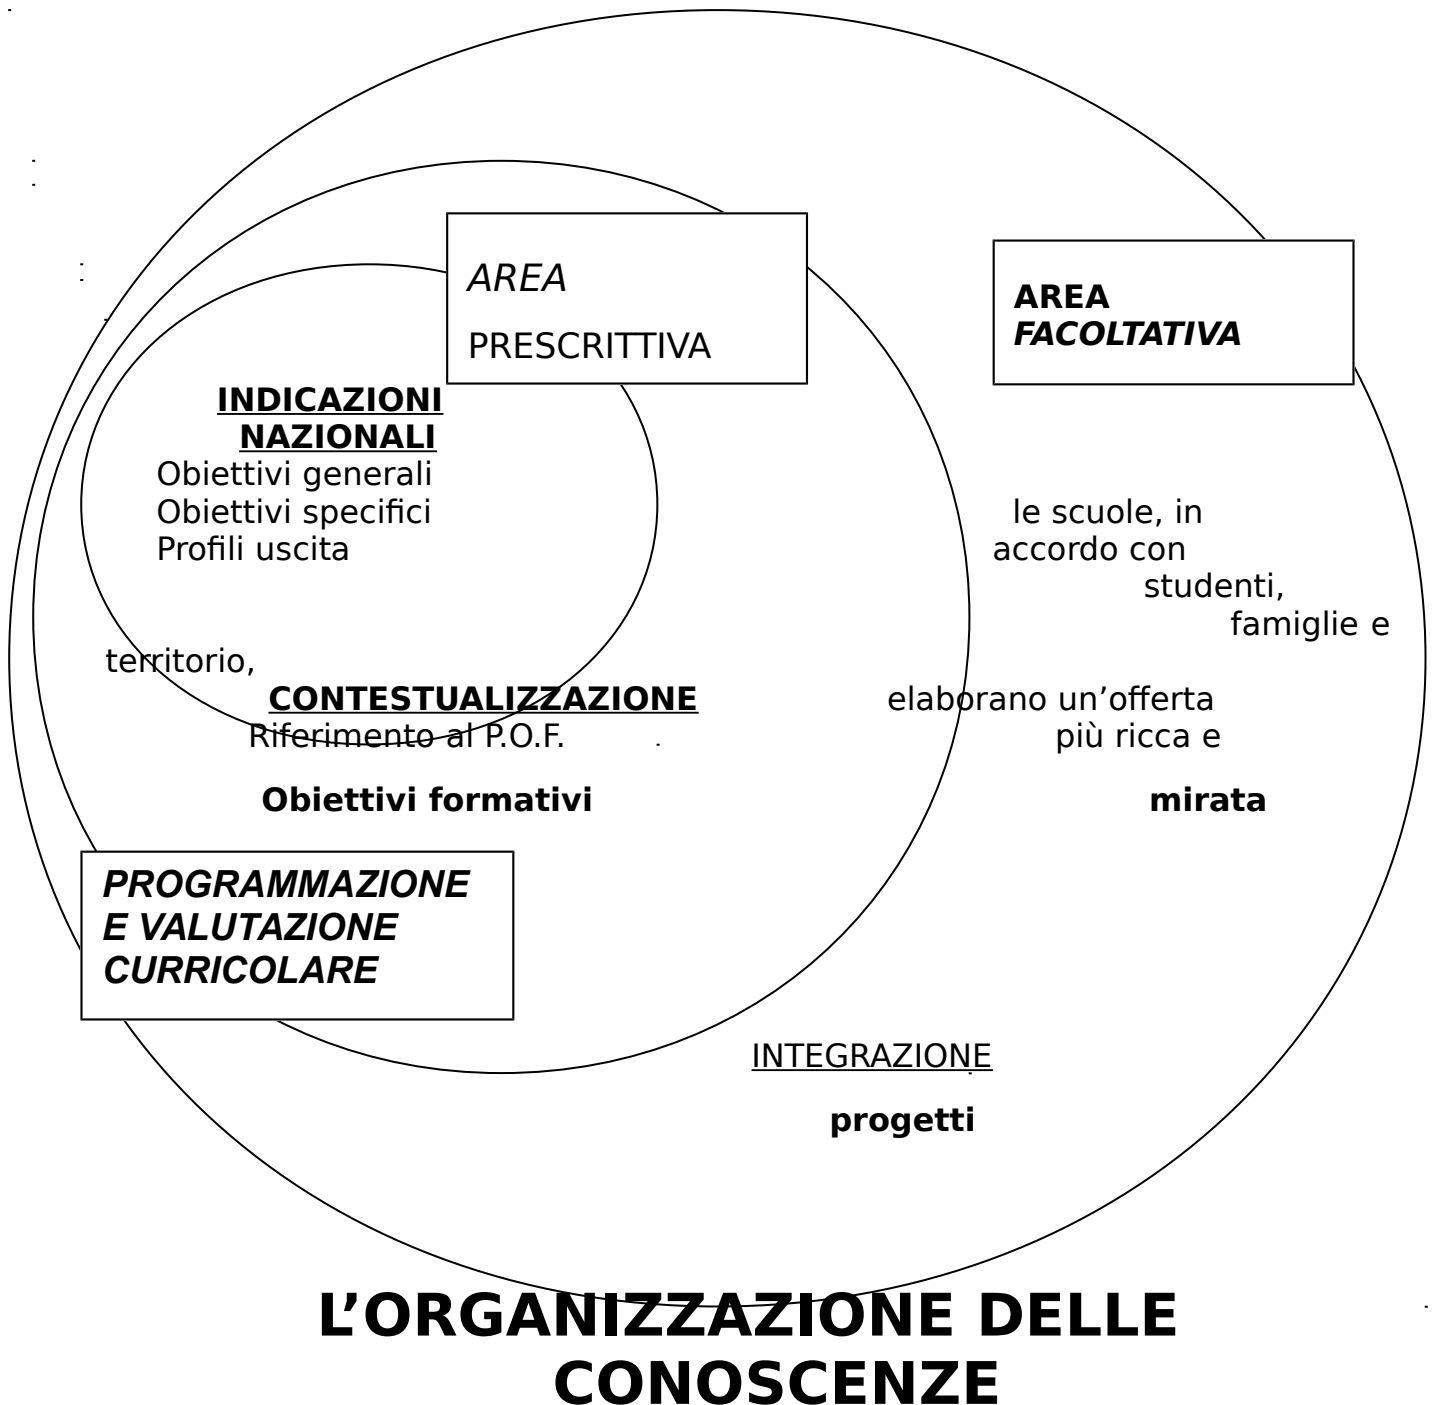 AREA
PRESCRITTIVA
AREA
FACOLTATIVA
INDICAZIONI
NAZIONALI
Obiettivi generali
Obiettivi specifici
Profili uscita
le scuole, in
accordo con
studenti,
famiglie e
territorio,
CONTESTUALIZZAZIONE
Riferimento al P.O.F.
Obiettivi formativi
elaborano un’offerta
più ricca e
mirata
PROGRAMMAZIONE
E VALUTAZIONE
CURRICOLARE
INTEGRAZIONE
progetti
L’ORGANIZZAZIONE DELLE
CONOSCENZE